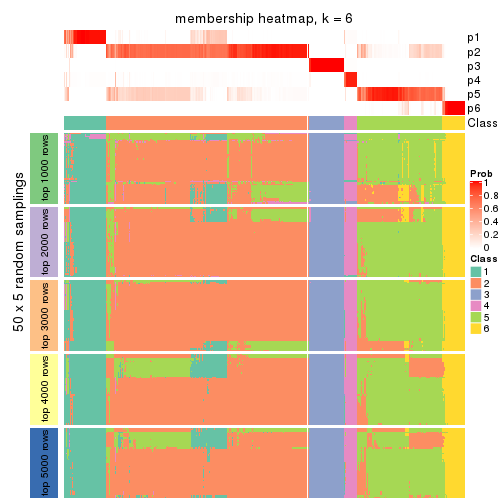 membership heatmap, k = 6
p1
p2
p3
p4
p5
p6
Class
50 x 5 random samplings
top 1000 rows
top 2000 rows
top 3000 rows
top 4000 rows
top 5000 rows
Prob
1
0.8
0.6
0.4
0.2
0
Class
1
2
3
4
5
6